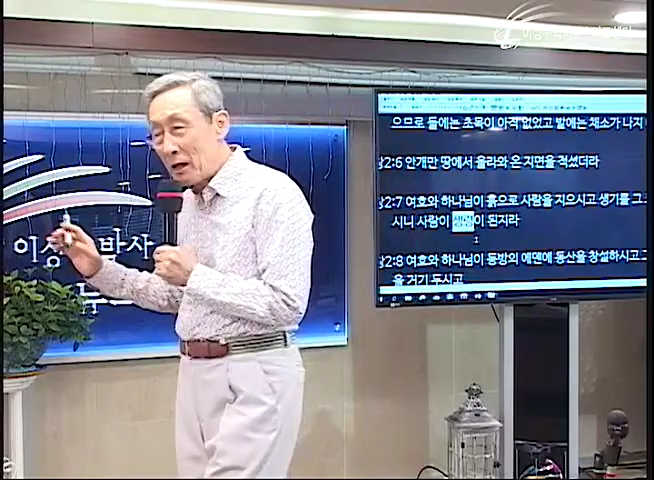 으므로 들에는 초목이 아직 없었고 밭에는 채소가 나지
창2:6 안개만 땅에서 올라와 온 지면을 적셨더라
창2:7 여호와 하나님이 흙으로 사람을 지으시고 생기를 그
시니 사람이 생령이 된지라
창2:8 여호와 하나님이 동방의 에덴에 동산을 창설하시고
을 거기 두시고
박사